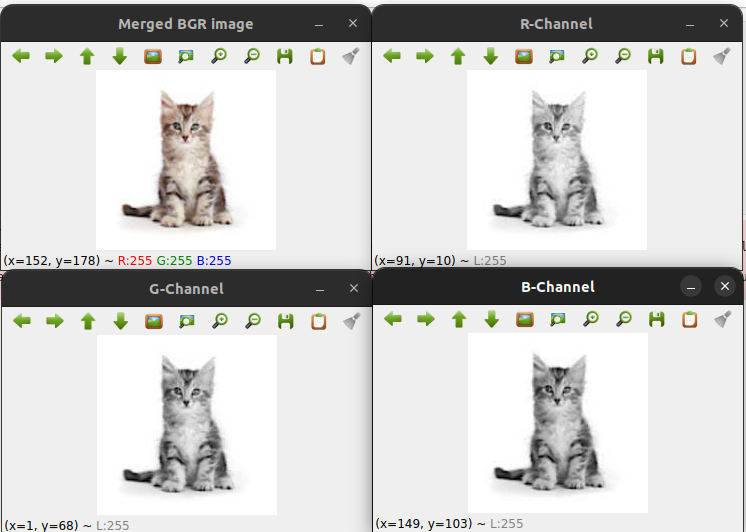 Merged BGR image
R-Channel
(x=152, y=178) ~ R:255 G:255 B:255
(x=91, y=10) ~ L:255
G-Channel
B-Channel
(x=1, y=68) ~ L:255
(x=149, y=103) ~ L:255